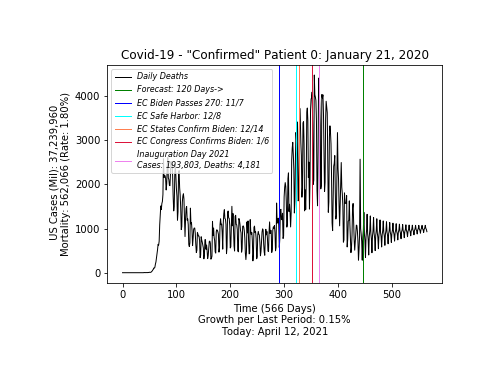 Covid-19 - "Confirmed" Patient 0: January 21, 2020
US Cases (Mil): 37,239,960
Mortality: 562,066 (Rate: 1.80%)
4000
3000
2000
1000
0
Daily Deaths
Forecast: 120 Days->
EC Biden Passes 270: 11/7
EC Safe Harbor: 12/8
EC States Confirm Biden: 12/14
EC Congress Confirms Biden: 1/6
Inauguration Day 2021
Cases: 193,803, Deaths: 4,181
0 100 200 300 400 500
Time (566 Days)
Growth per Last Period: 0.15%
Today: April 12, 2021